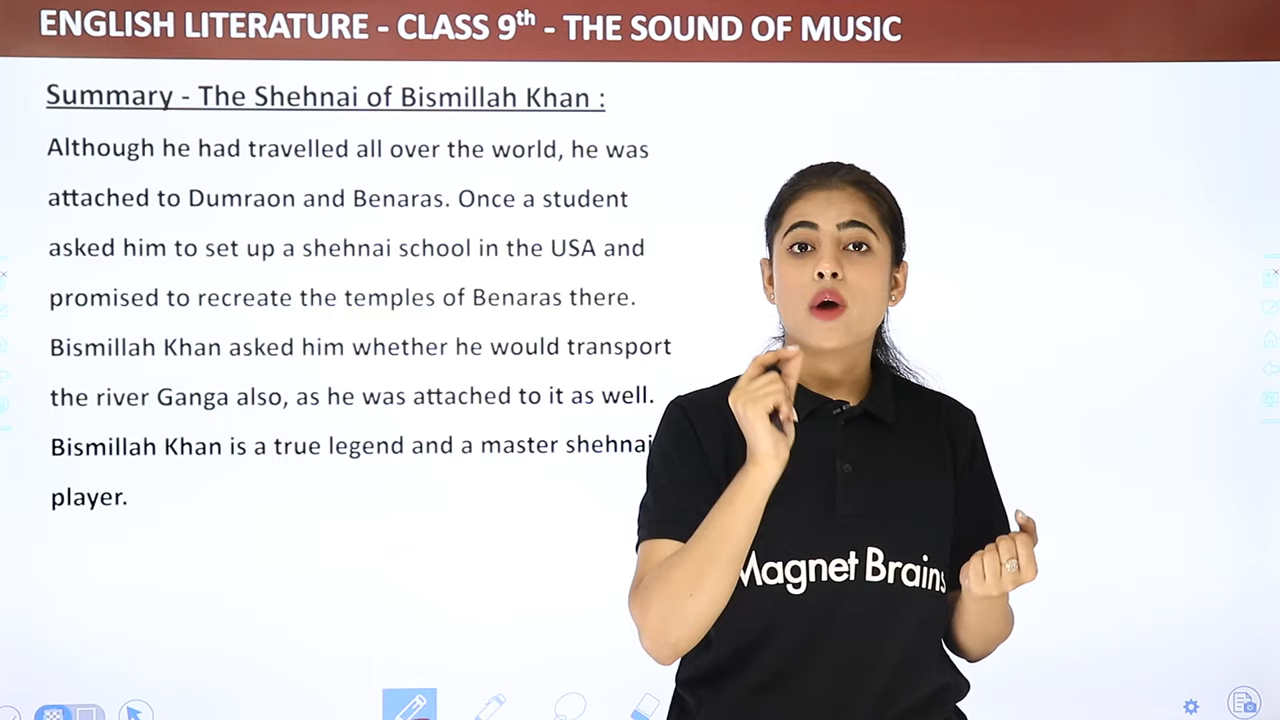 ENGLISH LITERATURE - CLASS 9th - THE SOUND OF MUSIC
Summary - The Shehnai of Bismillah Khan :
Although he had travelled all over the world, he was
attached to Dumraon and Benaras. Once a student
asked him to set up a shehnai school in the USA and
promised to recreate the temples of Benaras there.
Bismillah Khan asked him whether he would transport
the river Ganga also, as he was attached to it as well.
Bismillah Khan is a true legend and a master shehnai
player.
Magnet Brains